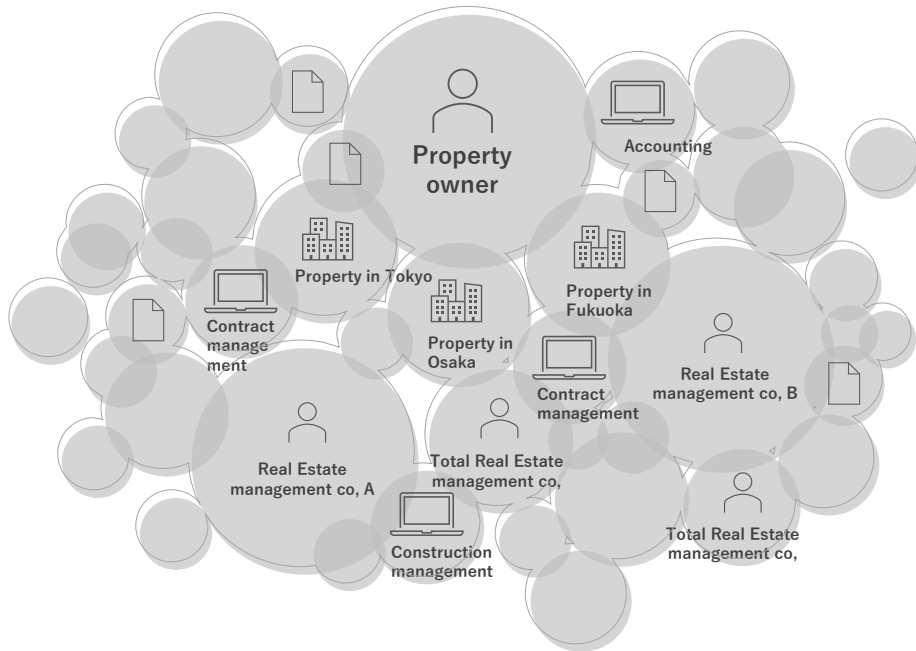 Property
owner
Accounting
Property in Tokyo
Property in
Fukuoka
Contract
manage
ment
Property in
Osaka
Real Estate
management co, B
Contract
management
Real Estate
management co, A
Total Real Estate
management co,
Construction
management
Total Real Estate
management co,